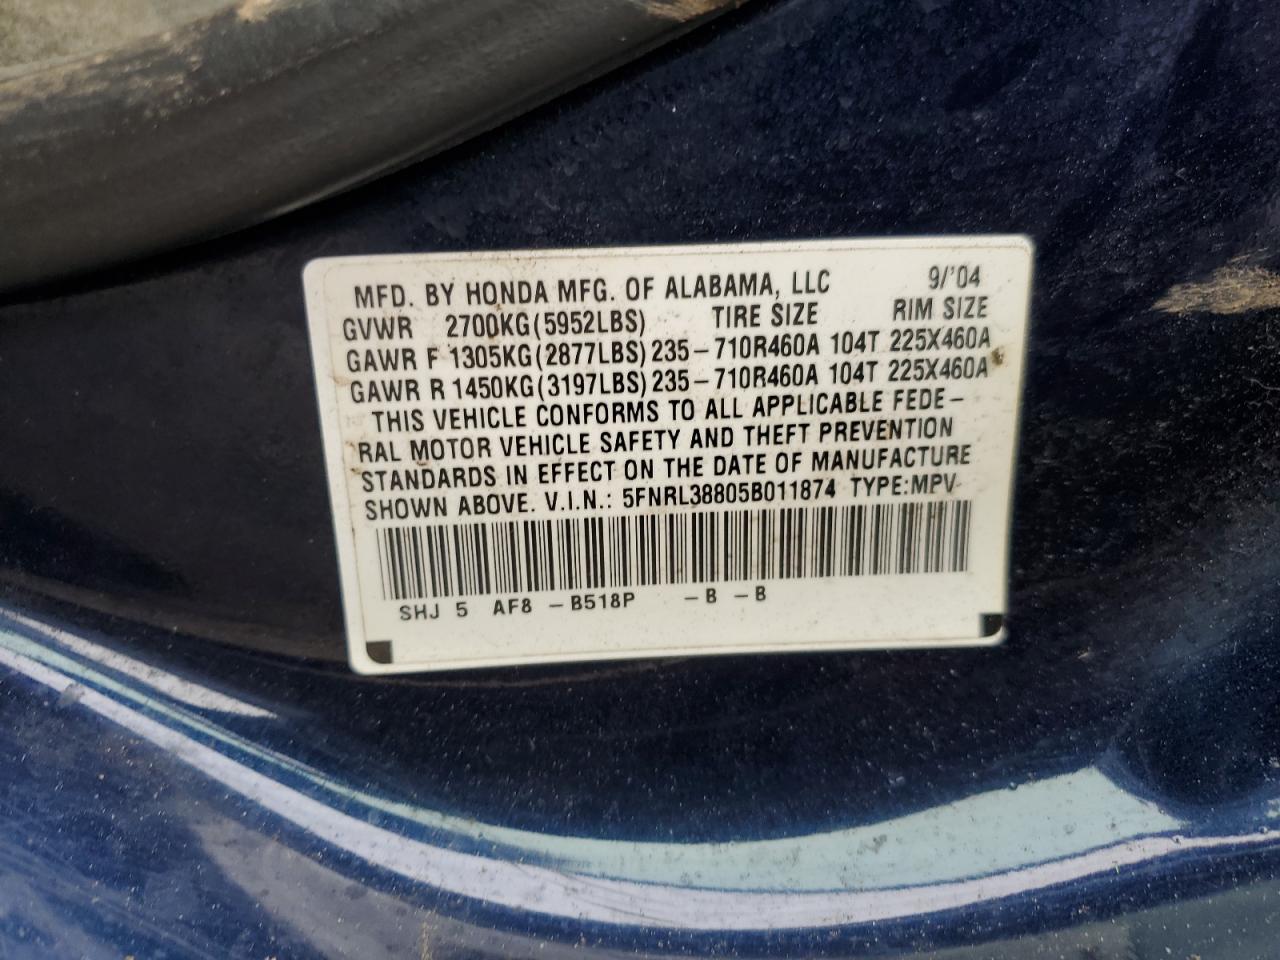 MFD. BY HONDA MFG. OF ALABAMA, LLC 9/'04
GVWR 2700KG(5952LBS) TIRE SIZE RIM SIZE
GAWR F 1305KG(2877LBS) 235-710R460A 104T 225X460A
GAWR R 1450KG(3197LBS) 235-710R460A 104T 225X460A
THIS VEHICLE CONFORMS TO ALL APPLICABLE FEDE-
RAL MOTOR VEHICLE SAFETY AND THEFT PREVENTION
STANDARDS IN EFFECT ON THE DATE OF MANUFACTURE
SHOWN ABOVE. V.I.N.: 5FNRL38805B011874 TYPE:MPV
SHJ 5 AF8 -B518P -B -B